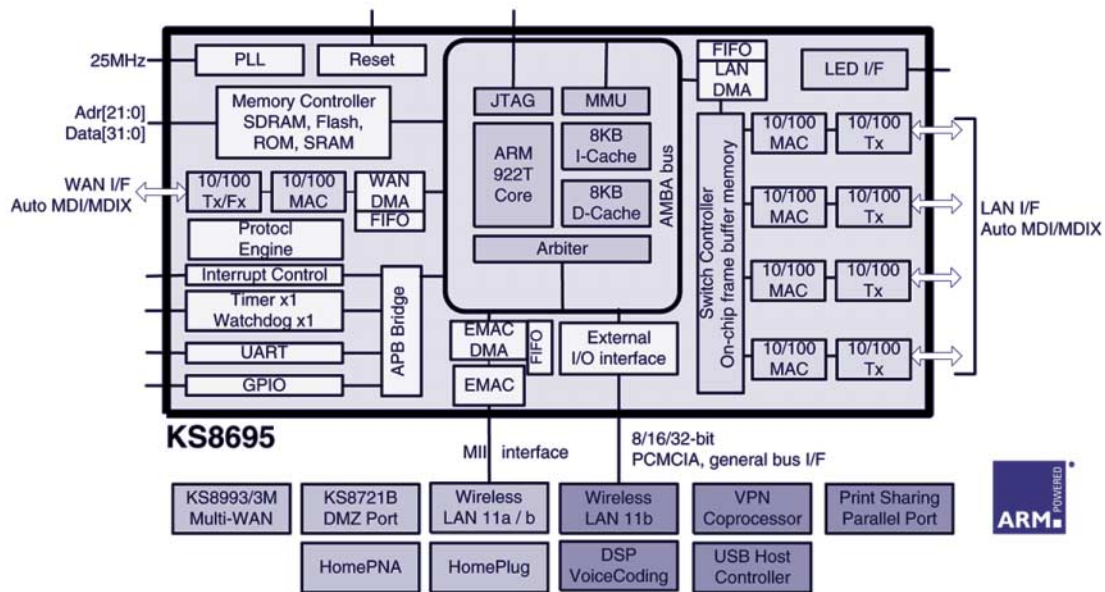 25MHz
PLL
Reset
FIFO
LAN
DMA
LED I/F
Adr[21:0]
Data[31:0]
Memory Controller
SDRAM, Flash,
ROM, SRAM
JTAG
MMU
ARM
922T
Core
8KB
I-Cache
8KB
D-Cache
Arbiter
AMBA bus
WAN I/F
Auto MDI/MDIX
10/100
Tx/Fx
10/100
MAC
WAN
DMA
FIFO
Protocl
Engine
Interrupt Control
Timer x1
Watchdog x1
UART
GPIO
APB Bridge
EMAC
DMA
FIFO
EMAC
External
I/O interface
Switch Controller
On-chip frame buffer memory
10/100
MAC
10/100
Tx
10/100
MAC
10/100
Tx
10/100
MAC
10/100
Tx
10/100
MAC
10/100
Tx
LAN I/F
Auto MDI/MDIX
KS8695
MII interface
8/16/32-bit
PCMCIA, general bus I/F
KS8993/3M
Multi-WAN
KS8721B
DMZ Port
Wireless
LAN 11a / b
Wireless
LAN 11b
VPN
Coprocessor
Print Sharing
Parallel Port
HomePNA
HomePlug
DSP
VoiceCoding
USB Host
Controller
ARM
POWERED